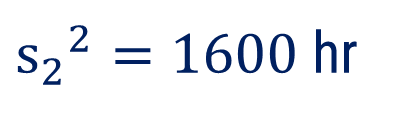 s₂² = 1600 hr